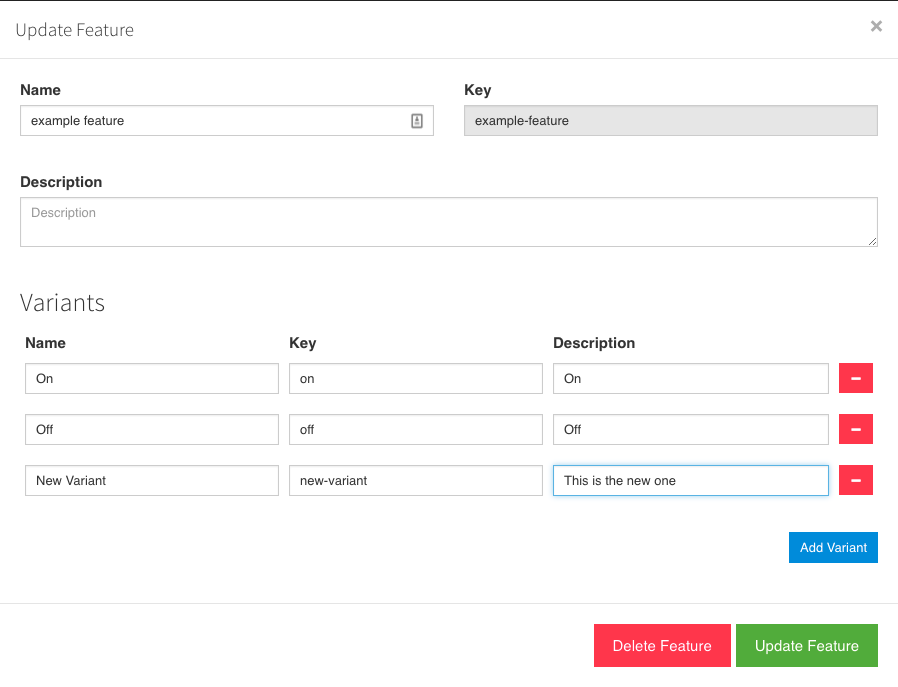 Update Feature ×
Name Key
example feature example-feature
Description
Description
Variants
Name Key Description
On on On
Off off Off
New Variant new-variant This is the new one
Add Variant
Delete Feature Update Feature